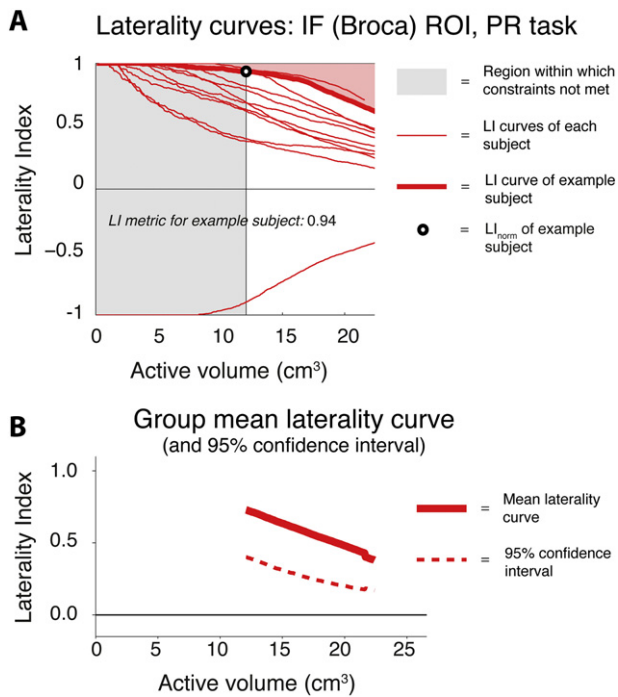 A
Laterality curves: IF (Broca) ROI, PR task
Laterality Index
1
0.5
0
−0.5
-1
LI metric for example subject: 0.94
0
5
10
15
20
Active volume (cm³)
= Region within which
constraints not met
= LI curves of each
subject
= LI curve of example
subject
= LInorm of example
subject
B
Group mean laterality curve
(and 95% confidence interval)
Laterality Index
1.0
0.5
0.0
0
5
10
15
20
25
Active volume (cm³)
= Mean laterality
curve
= 95% confidence
interval